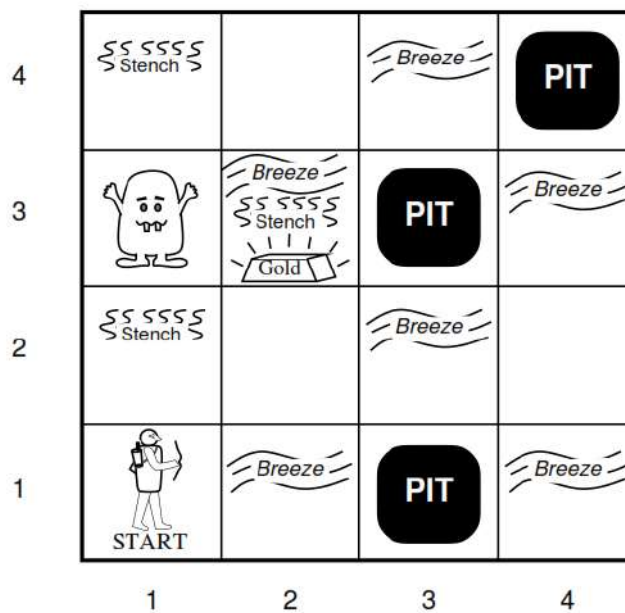 4
Stench
Breeze
PIT
3
Breeze
Stench
Gold
PIT
Breeze
2
Stench
Breeze
1
START
Breeze
PIT
Breeze
1 2 3 4